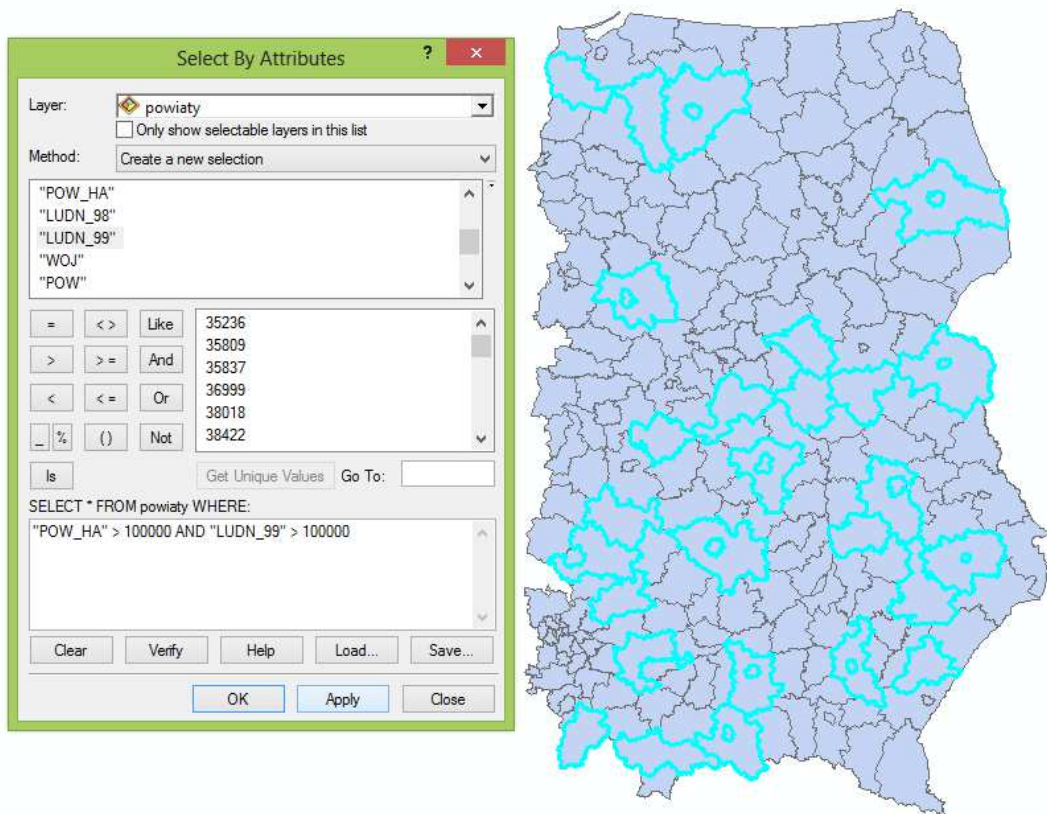 Select By Attributes ? ×
Layer: powiaty
Only show selectable layers in this list
Method: Create a new selection
"POW_HA"
"LUDN_98"
"LUDN_99"
"WOJ"
"POW"
= < > Like
> > = And
< < = Or
_ % ( ) Not
Is
35236
35809
35837
36999
38018
38422
Get Unique Values Go To:
SELECT * FROM powiaty WHERE:
"POW_HA" > 100000 AND "LUDN_99" > 100000
Clear Verify Help Load... Save...
OK Apply Close